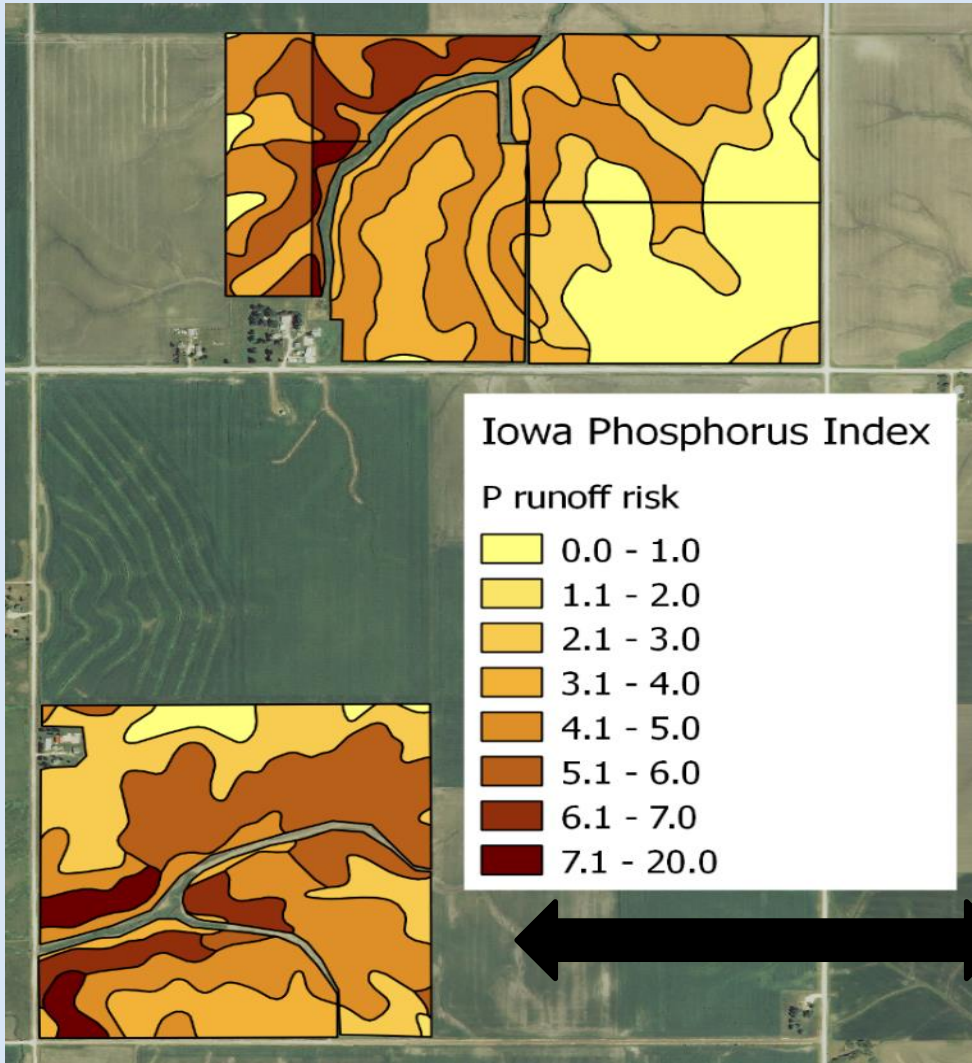 Iowa Phosphorus Index
P runoff risk
0.0 - 1.0
1.1 - 2.0
2.1 - 3.0
3.1 - 4.0
4.1 - 5.0
5.1 - 6.0
6.1 - 7.0
7.1 - 20.0